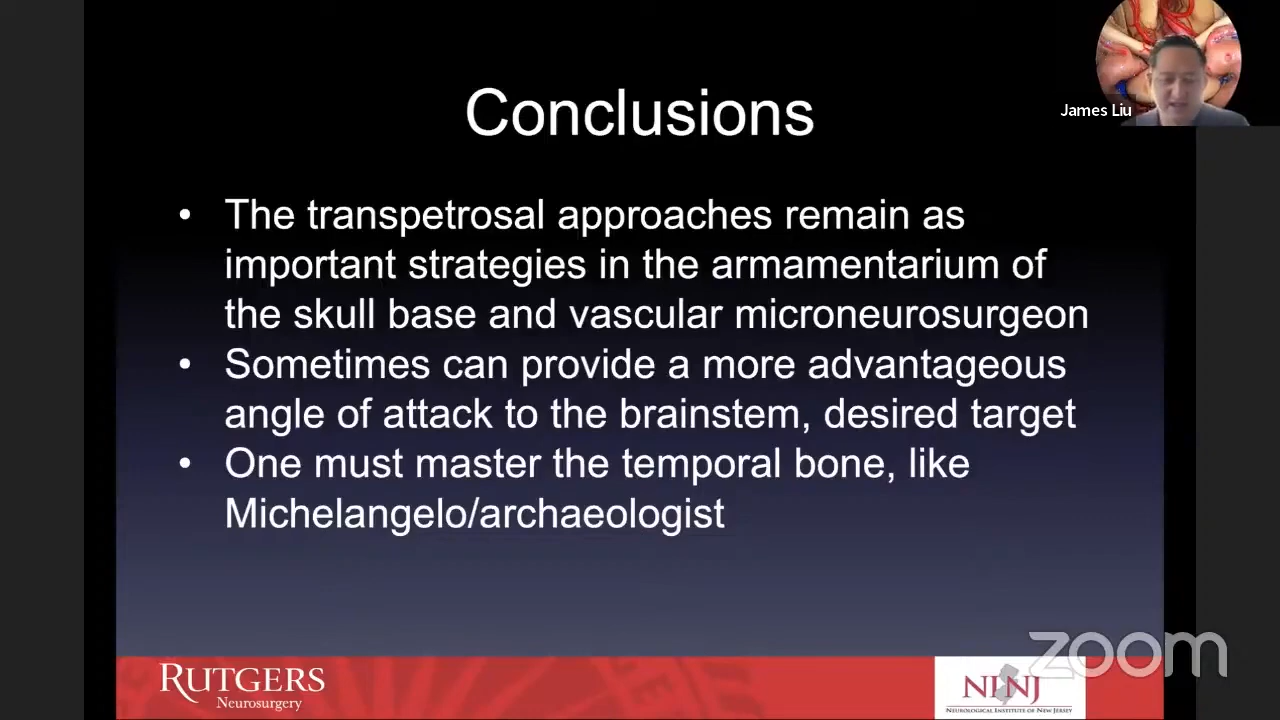 James Liu
Conclusions
• The transpetrosal approaches remain as
important strategies in the armamentarium of
the skull base and vascular microneurosurgeon
• Sometimes can provide a more advantageous
angle of attack to the brainstem, desired target
• One must master the temporal bone, like
Michelangelo/archaeologist
RUTGERS
Neurosurgery
NINJ
NEUROLOGICAL INSTITUTE OF NEW JERSEY
zoom